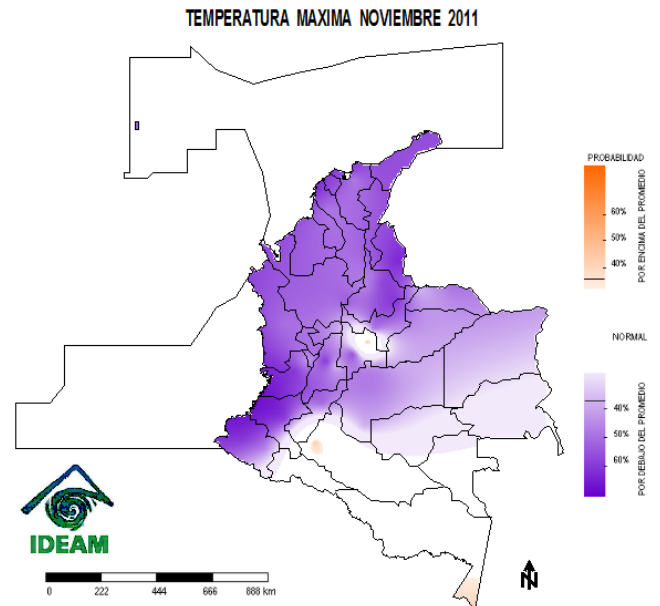 TEMPERATURA MAXIMA NOVIEMBRE 2011
PROBABILIDAD
60%
50%
40%
POR ENCIMA DEL PROMEDIO
NORMAL
40%
50%
60%
POR DEBAJO DEL PROMEDIO
IDEAM
0 222 444 666 888 km
N